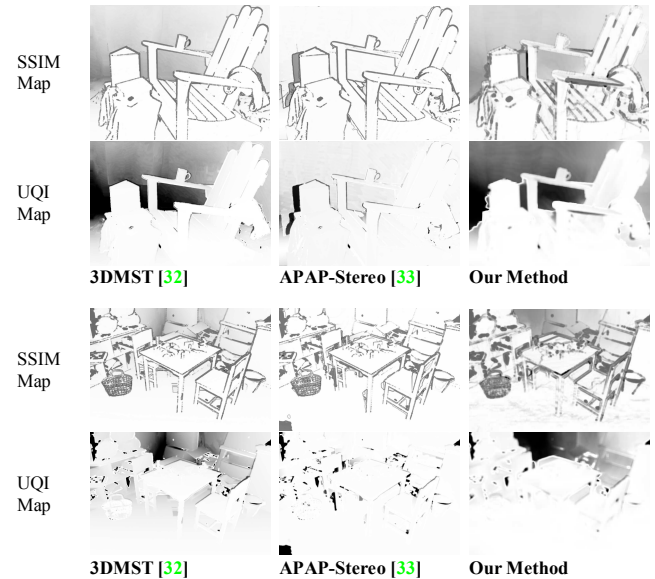 SSIM
Map
UQI
Map
3DMST [32] APAP-Stereo [33] Our Method
SSIM
Map
UQI
Map
3DMST [32] APAP-Stereo [33] Our Method